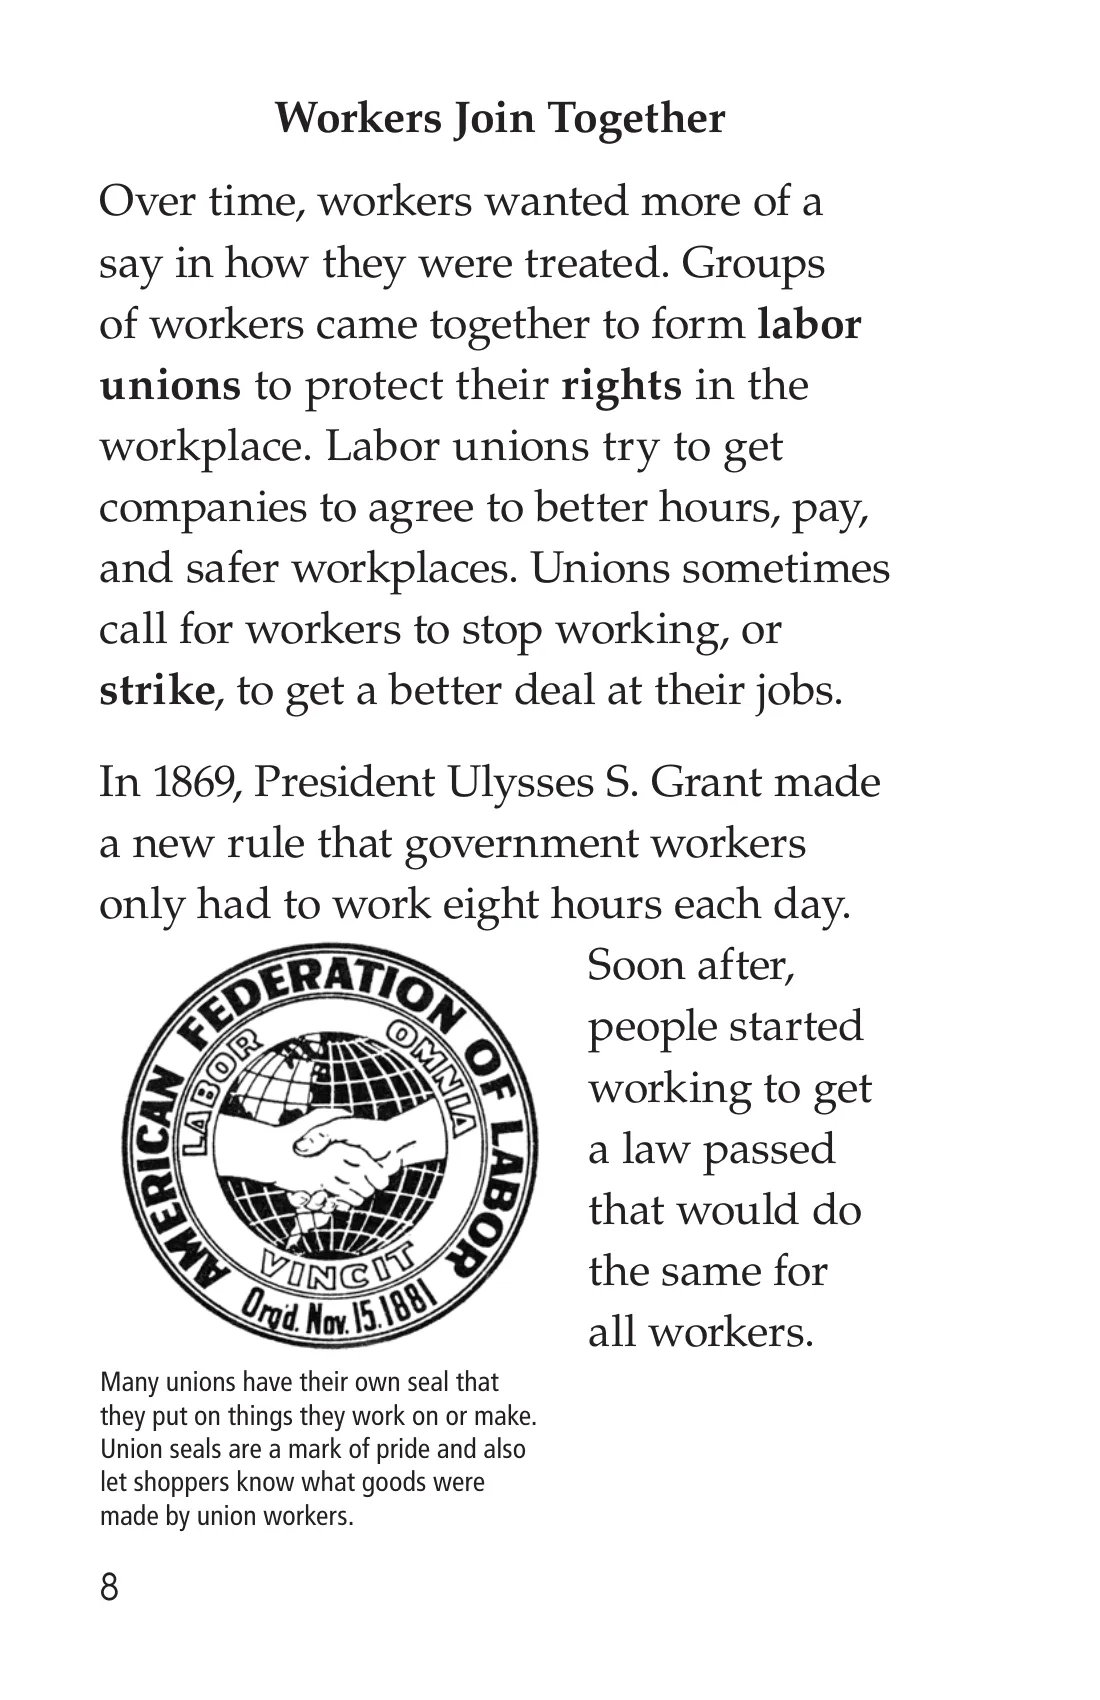 Workers Join Together
Over time, workers wanted more of a
say in how they were treated. Groups
of workers came together to form labor
unions to protect their rights in the
workplace. Labor unions try to get
companies to agree to better hours, pay,
and safer workplaces. Unions sometimes
call for workers to stop working, or
strike, to get a better deal at their jobs.
In 1869, President Ulysses S. Grant made
a new rule that government workers
only had to work eight hours each day.
Soon after,
people started
working to get
a law passed
that would do
the same for
all workers.
AMERICAN FEDERATION OF LABOR
LABOR OMNIA
VINCIT
Org'd. Nov. 15. 1881
Many unions have their own seal that
they put on things they work on or make.
Union seals are a mark of pride and also
let shoppers know what goods were
made by union workers.
8